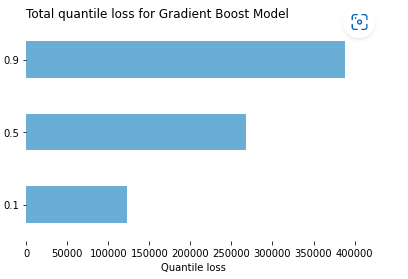 Total quantile loss for Gradient Boost Model
0.9
0.5
0.1
0 50000 100000 150000 200000 250000 300000 350000 400000
Quantile loss